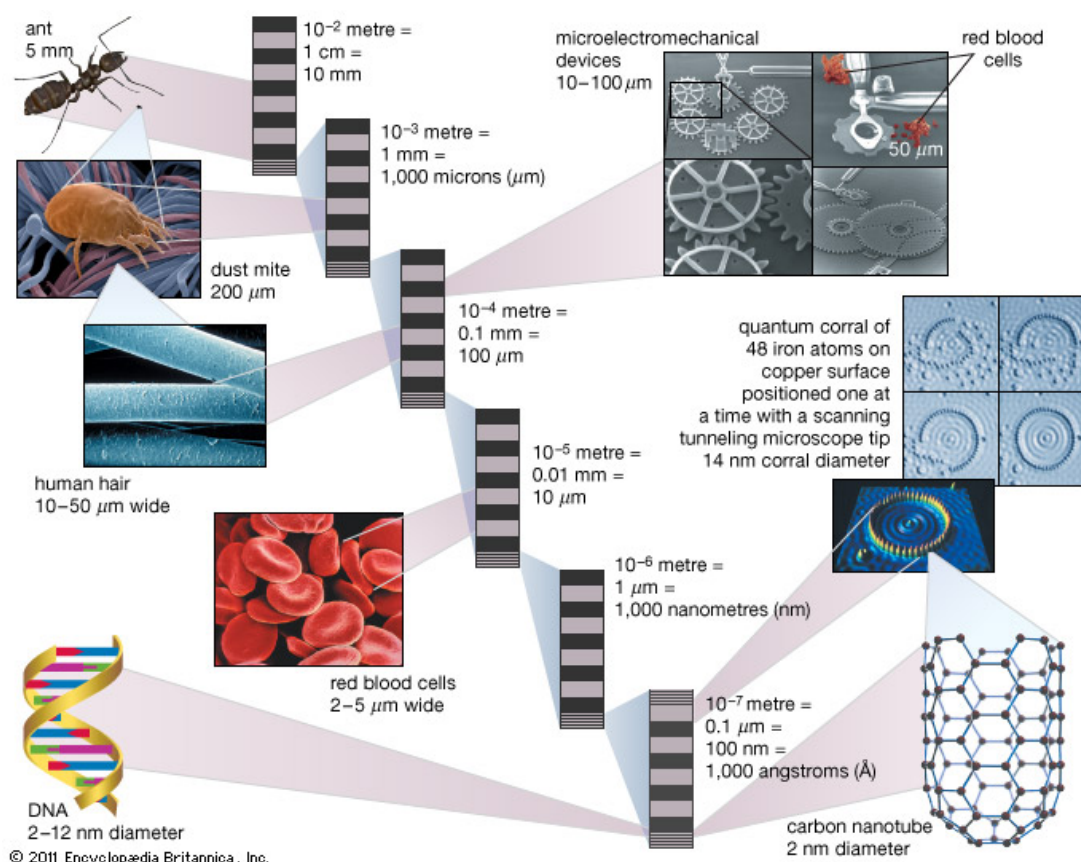 ant
5 mm
10⁻² metre =
1 cm =
10 mm
microelectromechanical
devices
10–100 μm
red blood
cells
50 μm
10⁻³ metre =
1 mm =
1,000 microns (μm)
dust mite
200 μm
10⁻⁴ metre =
0.1 mm =
100 μm
quantum corral of
48 iron atoms on
copper surface
positioned one at
a time with a scanning
tunneling microscope tip
14 nm corral diameter
human hair
10–50 μm wide
10⁻⁵ metre =
0.01 mm =
10 μm
10⁻⁶ metre =
1 μm =
1,000 nanometres (nm)
red blood cells
2–5 μm wide
10⁻⁷ metre =
0.1 μm =
100 nm =
1,000 angstroms (Å)
DNA
2–12 nm diameter
carbon nanotube
2 nm diameter
© 2011 Encyclopædia Britannica, Inc.